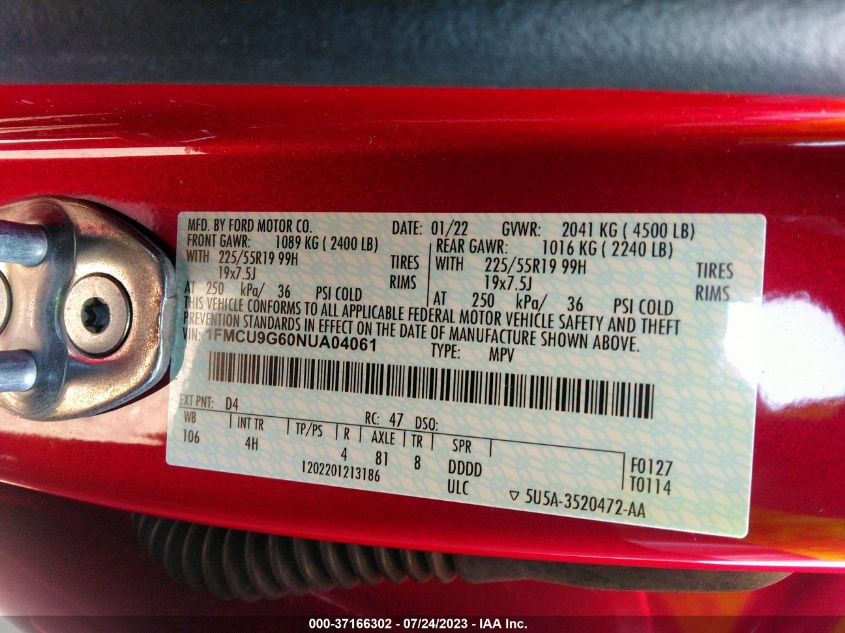 MFD. BY FORD MOTOR CO. DATE: 01/22 GVWR: 2041 KG ( 4500 LB)
FRONT GAWR: 1089 KG ( 2400 LB) REAR GAWR: 1016 KG ( 2240 LB)
WITH 225/55R19 99H TIRES WITH 225/55R19 99H TIRES
19x7.5J RIMS 19x7.5J RIMS
AT 250 kPa/ 36 PSI COLD AT 250 kPa/ 36 PSI COLD
THIS VEHICLE CONFORMS TO ALL APPLICABLE FEDERAL MOTOR VEHICLE SAFETY AND THEFT
PREVENTION STANDARDS IN EFFECT ON THE DATE OF MANUFACTURE SHOWN ABOVE.
VIN: 1FMCU9G60NUA04061 TYPE: MPV
EXT PNT: D4 RC: 47 DSO:
WB INT TR TP/PS R AXLE TR SPR
106 4H 4 81 8 DDDD F0127
1202201213186 ULC T0114
5U5A-3520472-AA
000-37166302 - 07/24/2023 - IAA Inc.